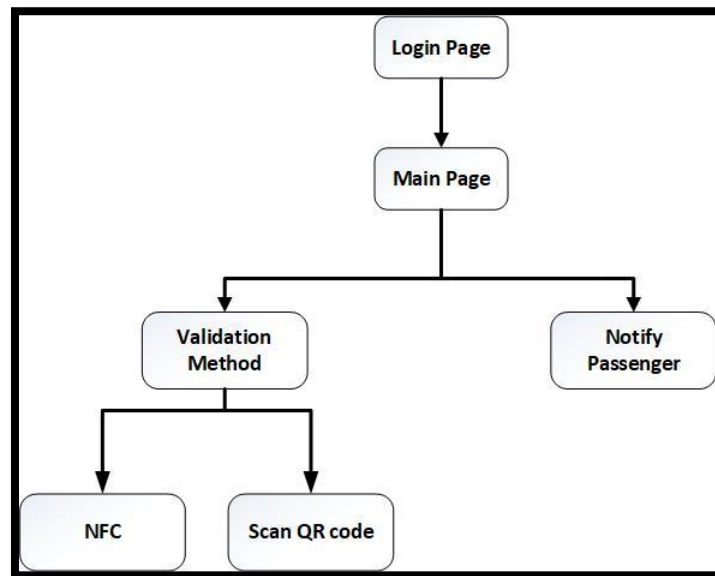 Login Page
Main Page
Validation
Method
Notify
Passenger
NFC
Scan QR code